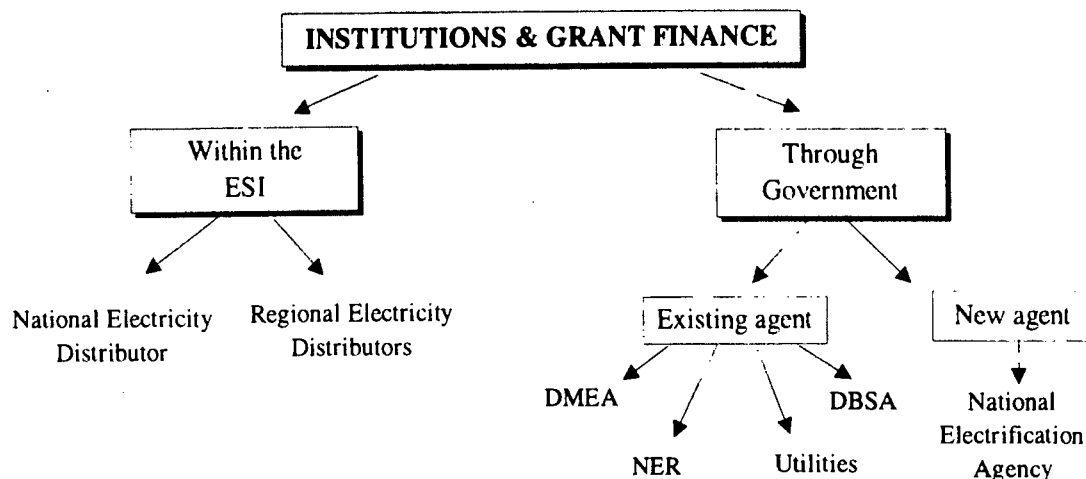 INSTITUTIONS & GRANT FINANCE
Within the
ESI
Through
Government
National Electricity
Distributor
Regional Electricity
Distributors
Existing agent
New agent
DMEA
DBSA
NER
Utilities
National
Electrification
Agency